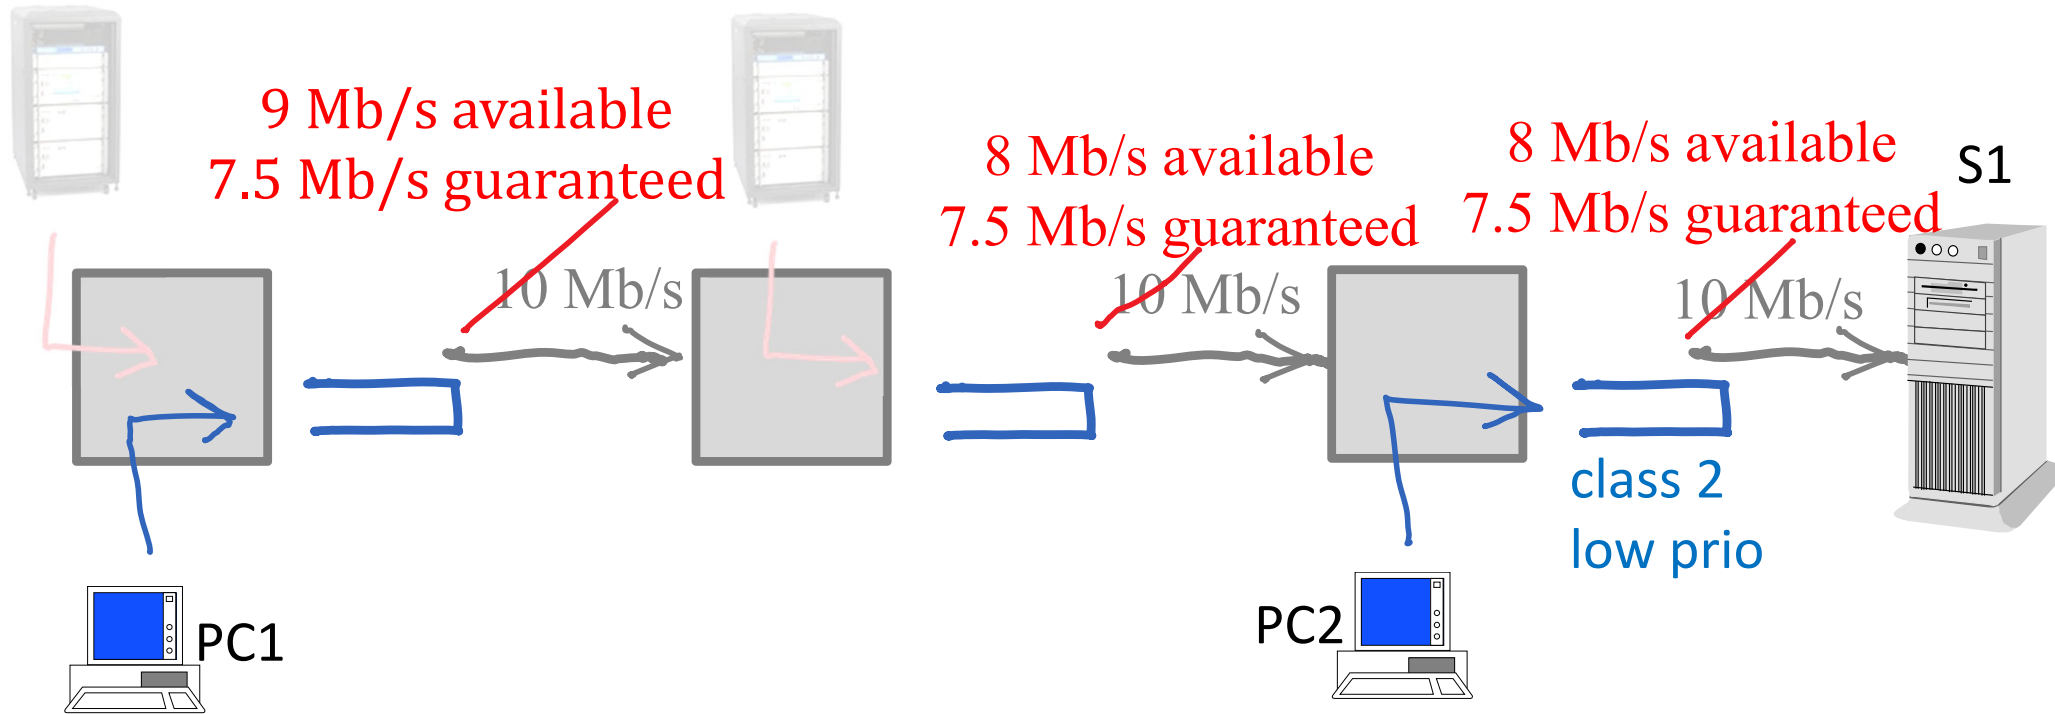 9 Mb/s available
7.5 Mb/s guaranteed
10 Mb/s
8 Mb/s available
7.5 Mb/s guaranteed
10 Mb/s
8 Mb/s available
7.5 Mb/s guaranteed
10 Mb/s
S1
class 2
low prio
PC1
PC2